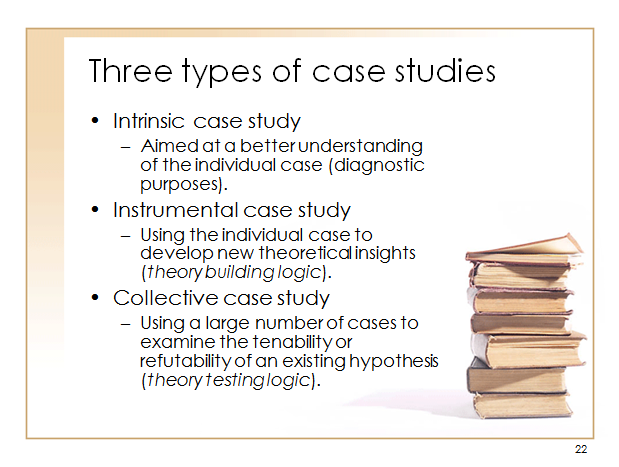 Three types of case studies
• Intrinsic case study
– Aimed at a better understanding
of the individual case (diagnostic
purposes).
• Instrumental case study
– Using the individual case to
develop new theoretical insights
(theory building logic).
• Collective case study
– Using a large number of cases to
examine the tenability or
refutability of an existing hypothesis
(theory testing logic).
22